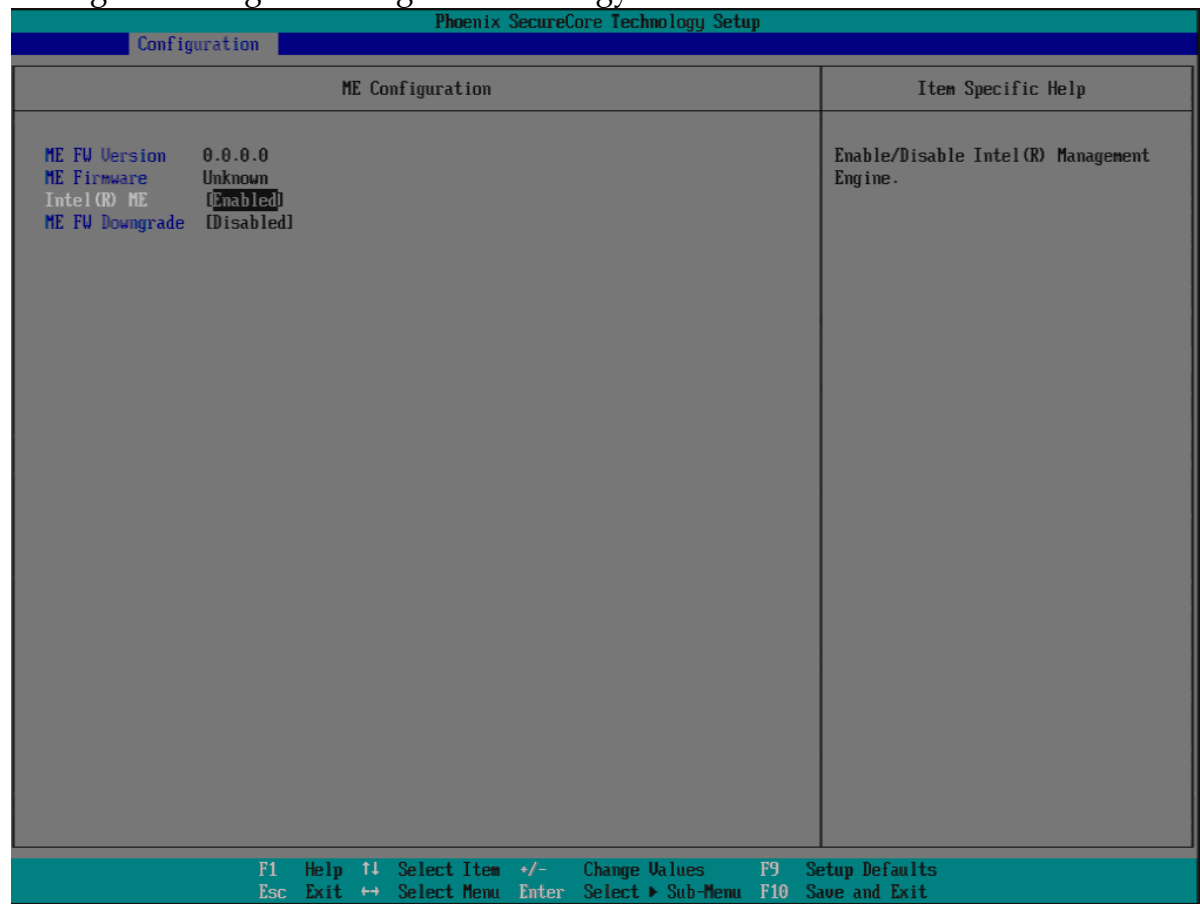 Phoenix SecureCore Technology Setup
Configuration
ME Configuration
Item Specific Help
ME FW Version 0.0.0.0
ME Firmware Unknown
Intel(R) ME [Enabled]
ME FW Downgrade [Disabled]
Enable/Disable Intel(R) Management
Engine.
F1 Help ↑↓ Select Item +/- Change Values F9 Setup Defaults
Esc Exit ↔ Select Menu Enter Select ▶ Sub-Menu F10 Save and Exit